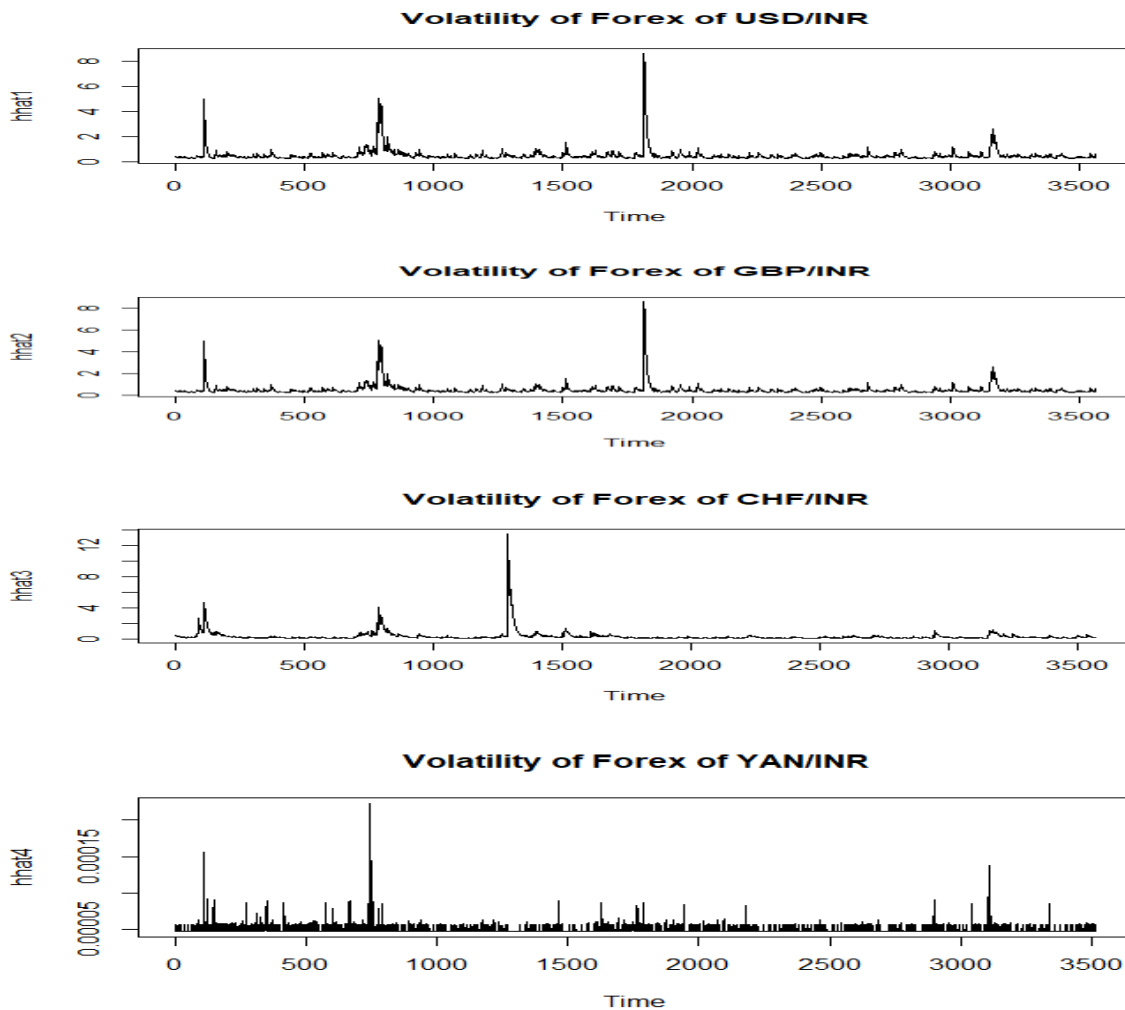 Volatility of Forex of USD/INR
hhat1
8
6
4
2
0
0 500 1000 1500 2000 2500 3000 3500
Time
Volatility of Forex of GBP/INR
hhat2
8
6
4
2
0
0 500 1000 1500 2000 2500 3000 3500
Time
Volatility of Forex of CHF/INR
hhat3
12
8
4
0
0 500 1000 1500 2000 2500 3000 3500
Time
Volatility of Forex of YAN/INR
hhat4
0.00015
0.00005
0 500 1000 1500 2000 2500 3000 3500
Time